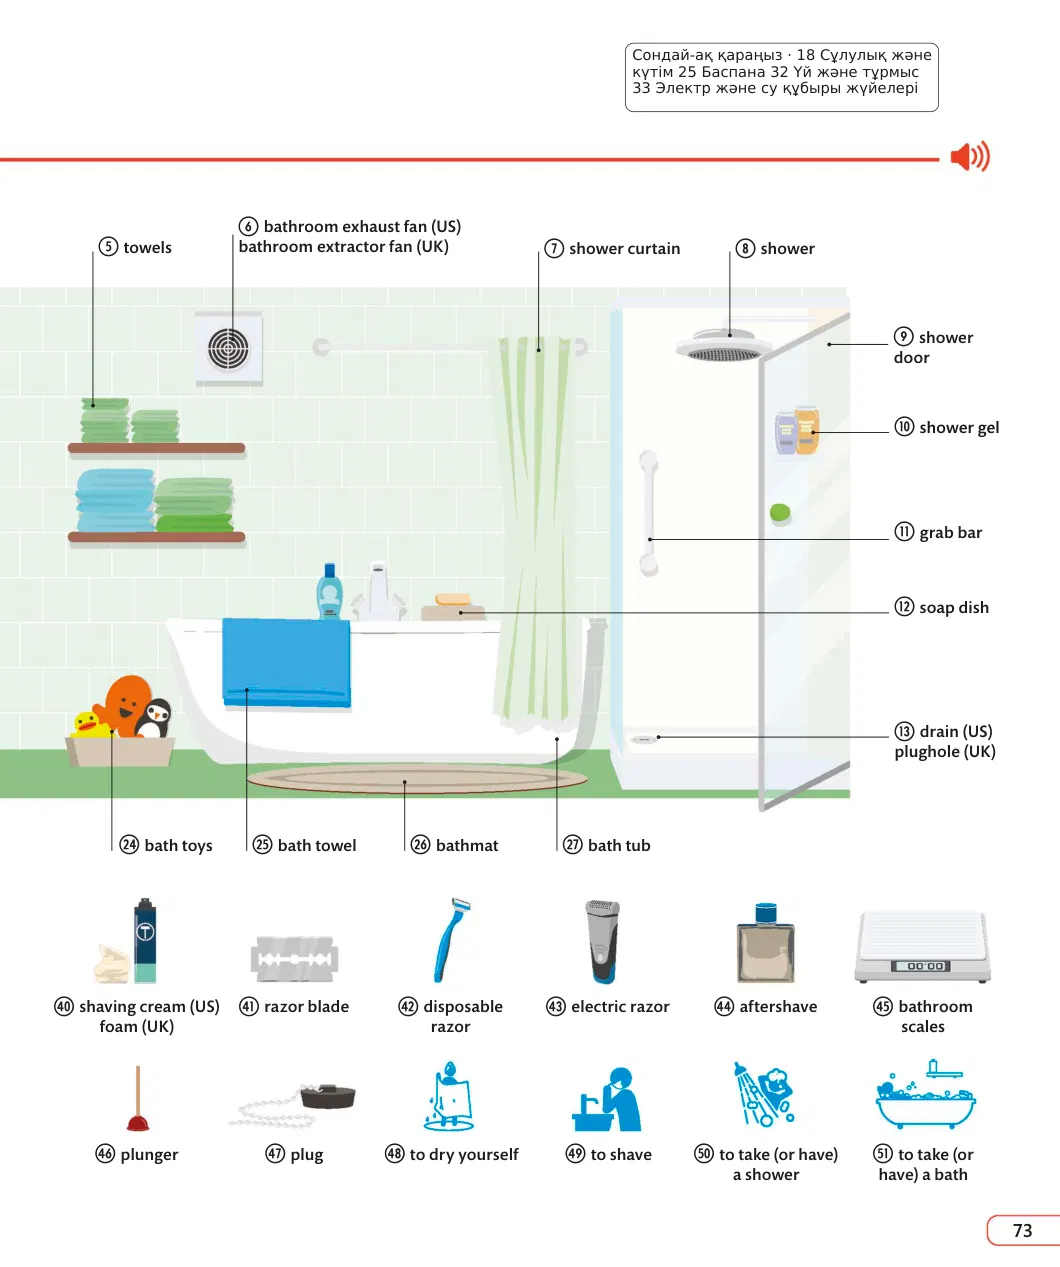 Сондай-ақ қараңыз · 18 Сұлулық және
күтім 25 Баспана 32 Үй және тұрмыс
33 Электр және су құбыры жүйелері
⑤ towels
⑥ bathroom exhaust fan (US)
bathroom extractor fan (UK)
⑦ shower curtain
⑧ shower
⑨ shower
door
⑩ shower gel
⑪ grab bar
⑫ soap dish
⑬ drain (US)
plughole (UK)
㉔ bath toys
㉕ bath towel
㉖ bathmat
㉗ bath tub
00'00
㊵ shaving cream (US)
foam (UK)
㊶ razor blade
㊷ disposable
razor
㊸ electric razor
㊹ aftershave
㊺ bathroom
scales
㊻ plunger
㊼ plug
㊽ to dry yourself
㊾ to shave
㊿ to take (or have)
a shower
51 to take (or
have) a bath
73